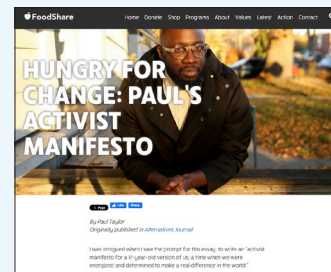 FoodShare
Home Donate Shop Programs About Values Latest Action Contact
HUNGRY FOR
CHANGE: PAUL'S
ACTIVIST
MANIFESTO
Post Like Share
By Paul Taylor
Originally published in Alternatives Journal
I was intrigued when I saw the prompt for this essay: to write an "activist
manifesto for a 17-year-old version of us, a time when we were
energized and determined to make a real difference in the world."